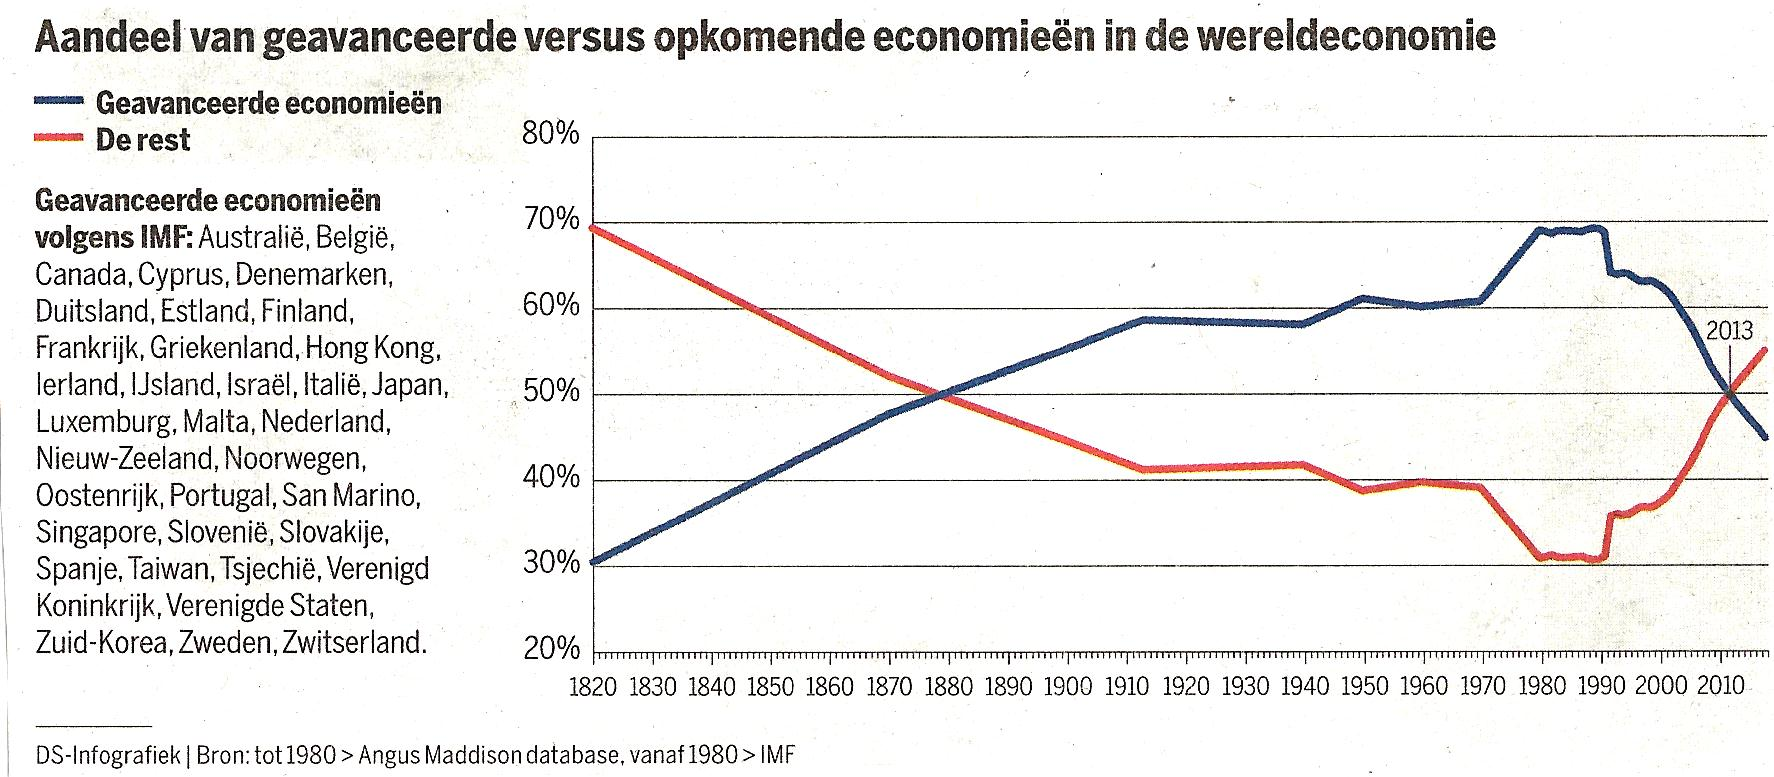 Aandeel van geavanceerde versus opkomende economieën in de wereldeconomie
Geavanceerde economieën
De rest
Geavanceerde economieën
volgens IMF: Australië, België,
Canada, Cyprus, Denemarken,
Duitsland, Estland, Finland,
Frankrijk, Griekenland, Hong Kong,
Ierland, IJsland, Israël, Italië, Japan,
Luxemburg, Malta, Nederland,
Nieuw-Zeeland, Noorwegen,
Oostenrijk, Portugal, San Marino,
Singapore, Slovenië, Slovakije,
Spanje, Taiwan, Tsjechië, Verenigd
Koninkrijk, Verenigde Staten,
Zuid-Korea, Zweden, Zwitserland.
80%
70%
60%
50%
40%
30%
20%
2013
1820 1830 1840 1850 1860 1870 1880 1890 1900 1910 1920 1930 1940 1950 1960 1970 1980 1990 2000 2010
DS-Infografiek | Bron: tot 1980 > Angus Maddison database, vanaf 1980 > IMF